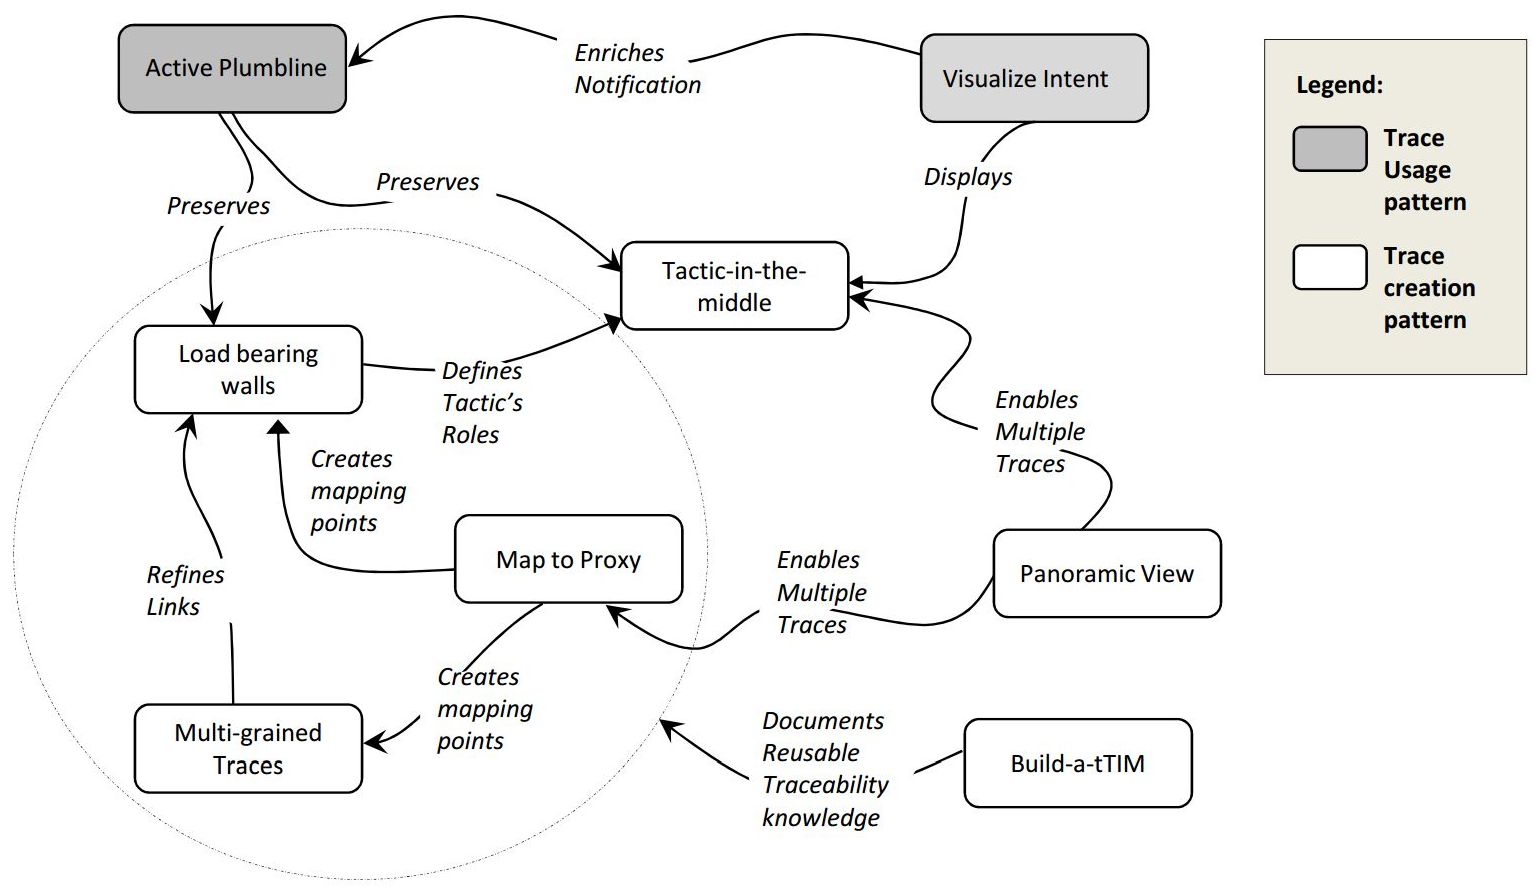 Active Plumbline
Enriches
Notification
Visualize Intent
Legend:
Trace
Usage
pattern
Trace
creation
pattern
Preserves
Preserves
Displays
Tactic-in-the-
middle
Load bearing
walls
Defines
Tactic’s
Roles
Enables
Multiple
Traces
Creates
mapping
points
Map to Proxy
Enables
Multiple
Traces
Panoramic View
Refines
Links
Creates
mapping
points
Multi-grained
Traces
Documents
Reusable
Traceability
knowledge
Build-a-tTIM